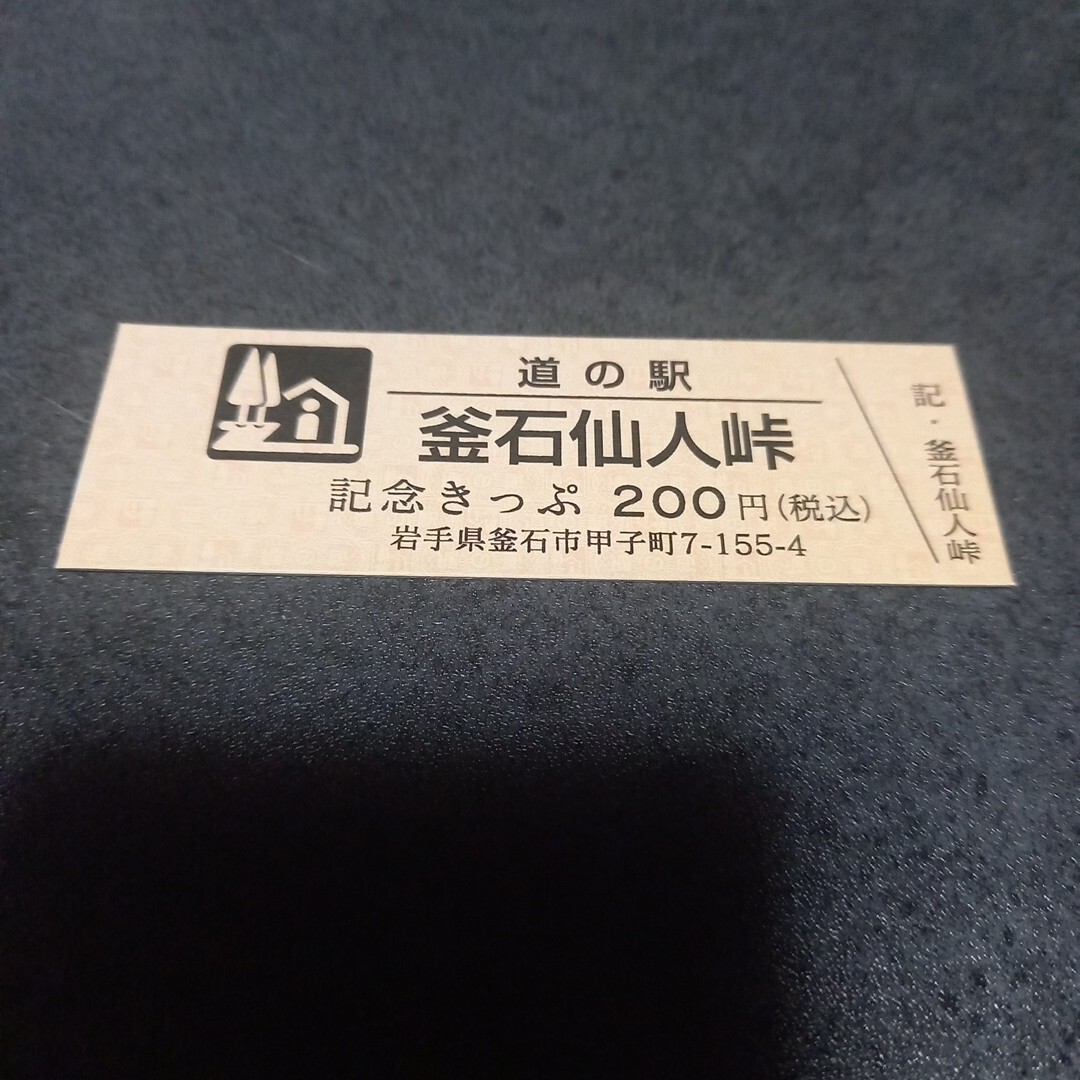 道の駅
釜石仙人峠
記念きっぷ 200円(税込)
岩手県釜石市甲子町7-155-4
記・釜石仙人峠